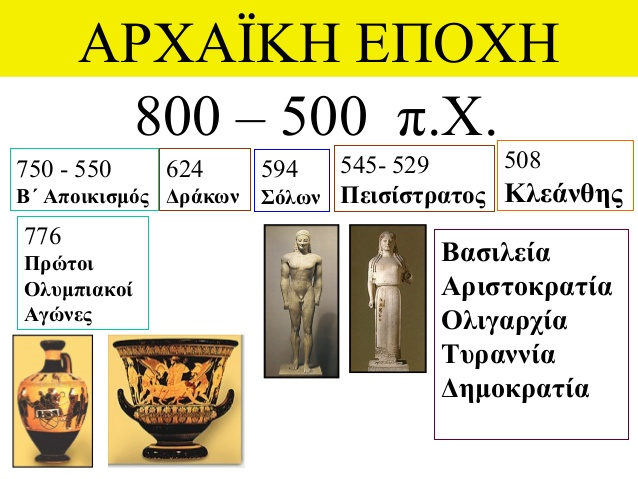 ΑΡΧΑΪΚΗ ΕΠΟΧΗ
800 – 500 π.Χ.
750 - 550
Β΄ Αποικισμός
624
Δράκων
594
Σόλων
545- 529
Πεισίστρατος
508
Κλεάνθης
776
Πρώτοι
Ολυμπιακοί
Αγώνες
Βασιλεία
Αριστοκρατία
Ολιγαρχία
Τυραννία
Δημοκρατία